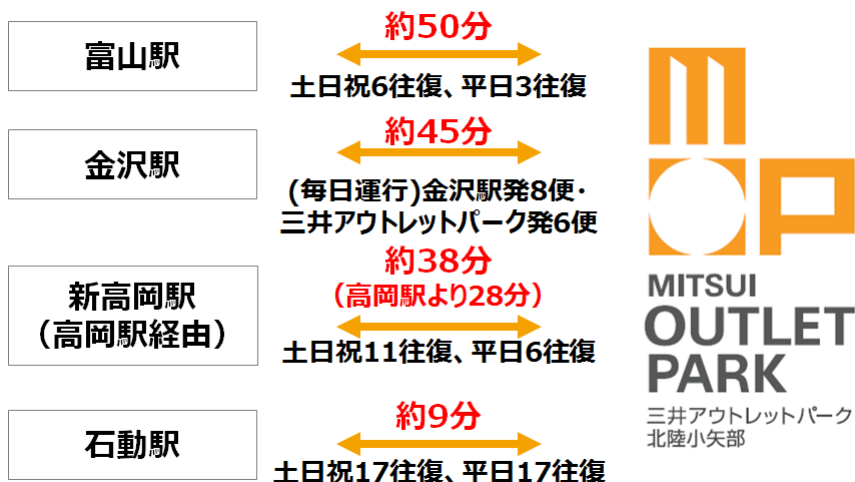 富山駅
約50分
土日祝6往復、平日3往復
金沢駅
約45分
(毎日運行)金沢駅発8便・
三井アウトレットパーク発6便
新高岡駅
（高岡駅経由）
約38分
（高岡駅より28分）
土日祝11往復、平日6往復
石動駅
約9分
土日祝17往復、平日17往復
mOP
MITSUI
OUTLET
PARK
三井アウトレットパーク
北陸小矢部